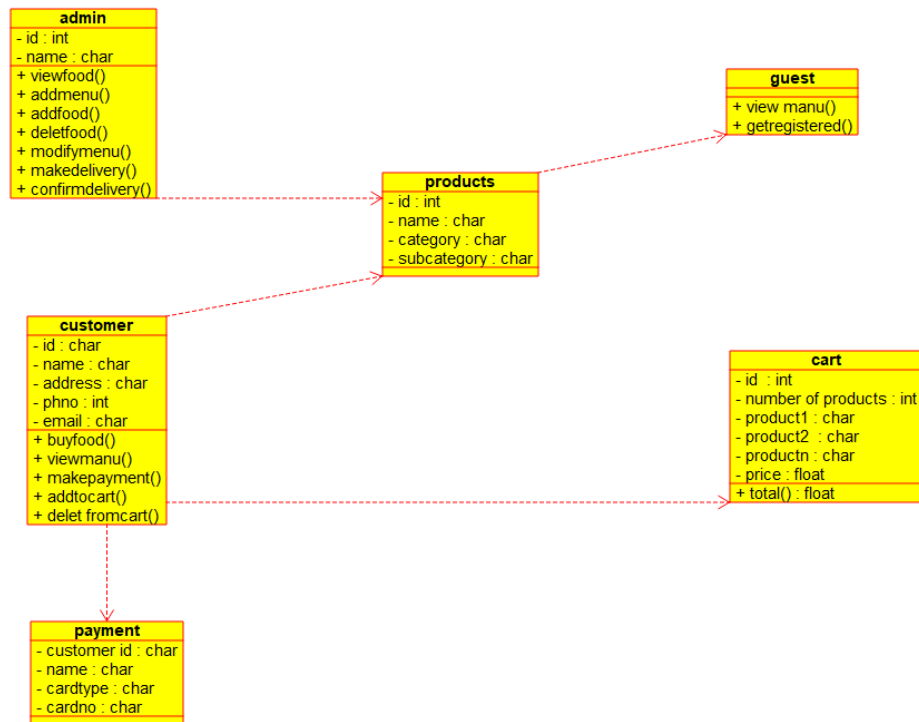 admin
- id : int
- name : char
+ viewfood()
+ addmenu()
+ addfood()
+ deletfood()
+ modifymenu()
+ makedelivery()
+ confirmdelivery()
guest
+ view manu()
+ getregistered()
products
- id : int
- name : char
- category : char
- subcategory : char
customer
- id : char
- name : char
- address : char
- phno : int
- email : char
+ buyfood()
+ viewmanu()
+ makepayment()
+ addtocart()
+ delet fromcart()
cart
- id : int
- number of products : int
- product1 : char
- product2 : char
- productn : char
- price : float
+ total() : float
payment
- customer id : char
- name : char
- cardtype : char
- cardno : char